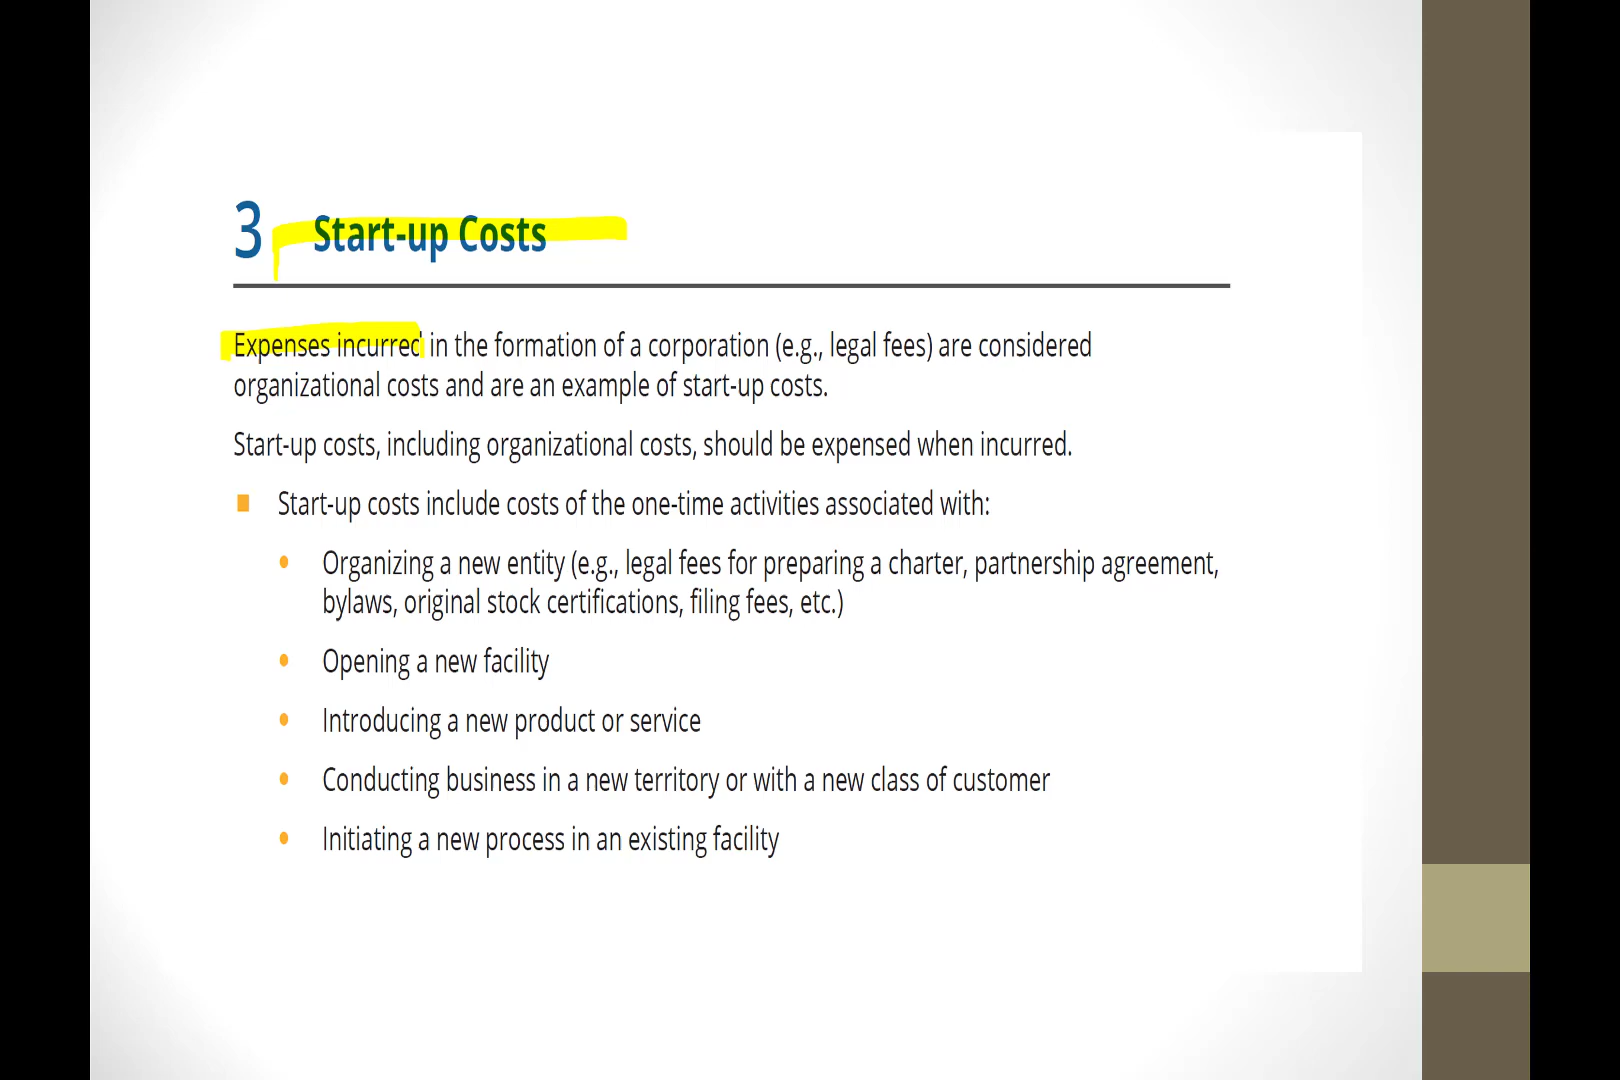 3 Start-up Costs
Expenses incurred in the formation of a corporation (e.g., legal fees) are considered
organizational costs and are an example of start-up costs.
Start-up costs, including organizational costs, should be expensed when incurred.
Start-up costs include costs of the one-time activities associated with:
Organizing a new entity (e.g., legal fees for preparing a charter, partnership agreement,
bylaws, original stock certifications, filing fees, etc.)
Opening a new facility
Introducing a new product or service
Conducting business in a new territory or with a new class of customer
Initiating a new process in an existing facility